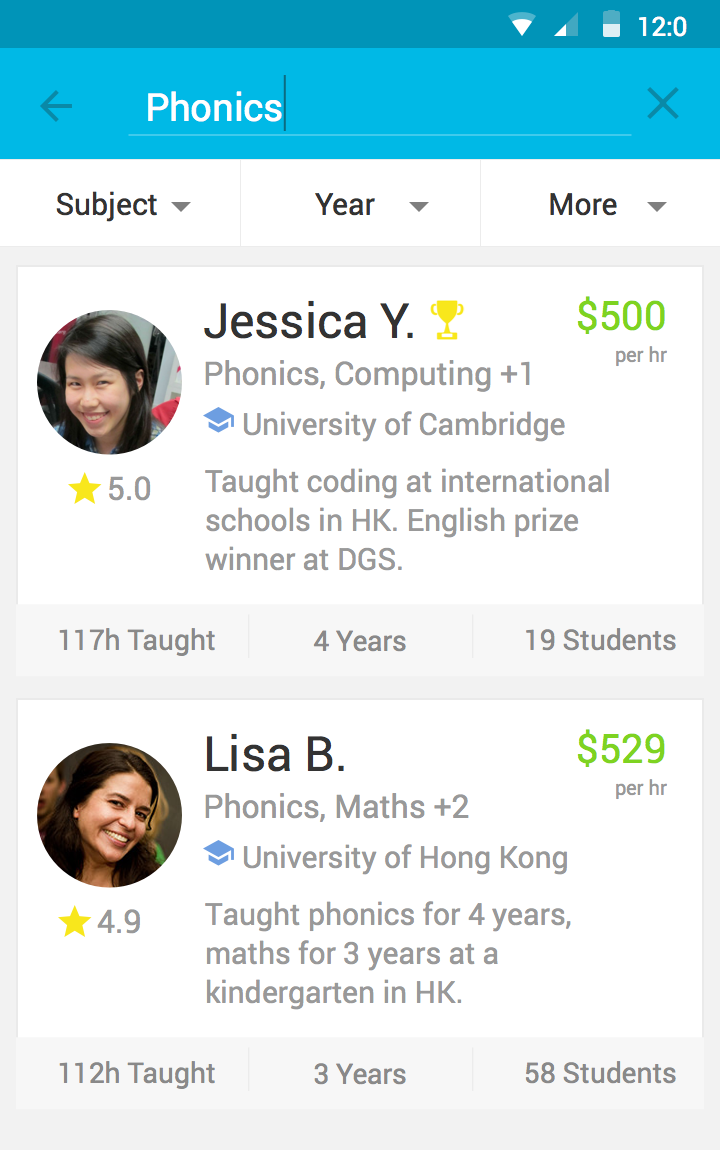 12:0
Phonics
Subject Year More
Jessica Y. $500
per hr
Phonics, Computing +1
University of Cambridge
5.0
Taught coding at international
schools in HK. English prize
winner at DGS.
117h Taught 4 Years 19 Students
Lisa B. $529
per hr
Phonics, Maths +2
University of Hong Kong
4.9
Taught phonics for 4 years,
maths for 3 years at a
kindergarten in HK.
112h Taught 3 Years 58 Students